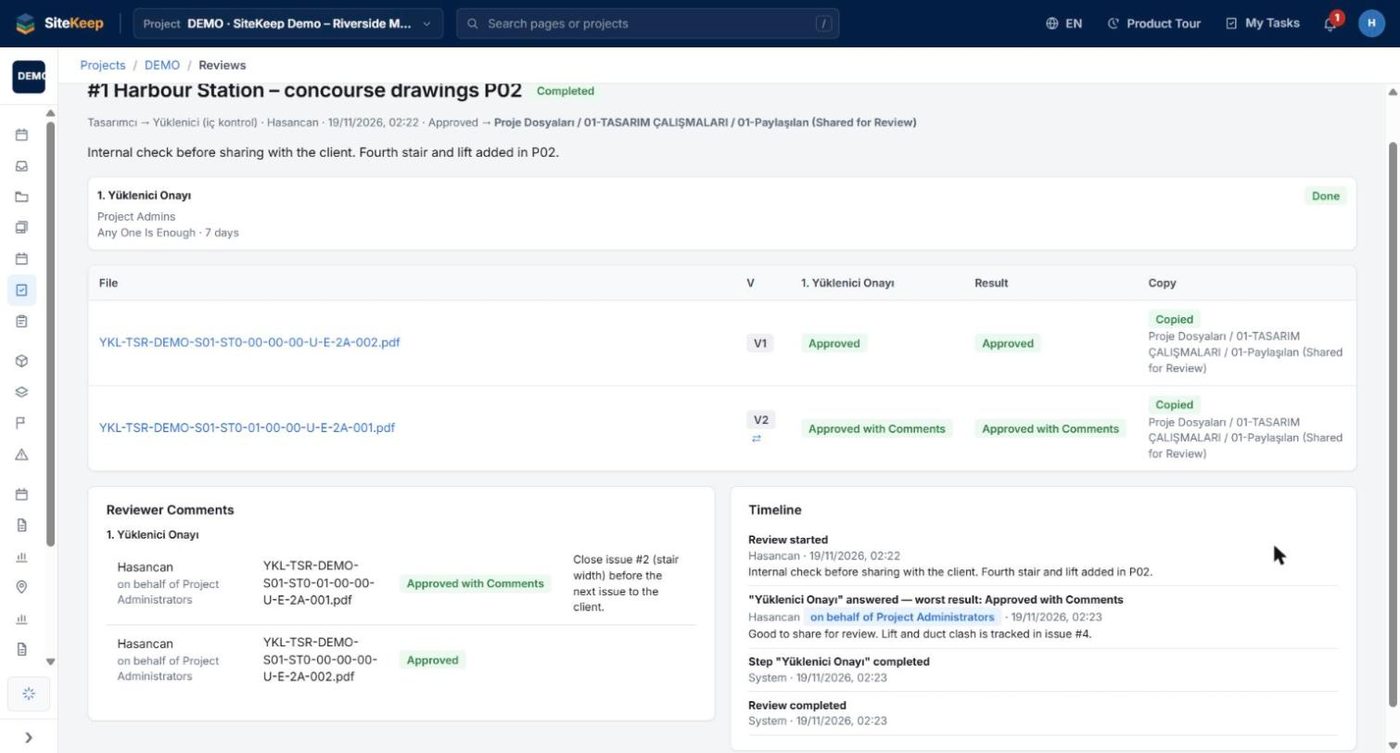 SiteKeep
Project DEMO · SiteKeep Demo – Riverside M...
Search pages or projects /
EN
Product Tour
My Tasks
1
H
DEMO
Projects / DEMO / Reviews
#1 Harbour Station – concourse drawings P02 Completed
Tasarımcı → Yüklenici (iç kontrol) · Hasancan · 19/11/2026, 02:22 · Approved → Proje Dosyaları / 01-TASARIM ÇALIŞMALARI / 01-Paylaşılan (Shared for Review)
Internal check before sharing with the client. Fourth stair and lift added in P02.
1. Yüklenici Onayı Done
Project Admins
Any One Is Enough · 7 days
File V 1. Yüklenici Onayı Result Copy
YKL-TSR-DEMO-S01-ST0-00-00-00-U-E-2A-002.pdf V1 Approved Approved Copied
Proje Dosyaları / 01-TASARIM
ÇALIŞMALARI / 01-Paylaşılan (Shared
for Review)
YKL-TSR-DEMO-S01-ST0-01-00-00-U-E-2A-001.pdf V2 Approved with Comments Approved with Comments Copied
Proje Dosyaları / 01-TASARIM
ÇALIŞMALARI / 01-Paylaşılan (Shared
for Review)
Reviewer Comments
1. Yüklenici Onayı
Hasancan
on behalf of Project
Administrators
YKL-TSR-DEMO-
S01-ST0-01-00-00-
U-E-2A-001.pdf
Approved with Comments
Close issue #2 (stair
width) before the
next issue to the
client.
Hasancan
on behalf of Project
Administrators
YKL-TSR-DEMO-
S01-ST0-00-00-00-
U-E-2A-002.pdf
Approved
Timeline
Review started
Hasancan · 19/11/2026, 02:22
Internal check before sharing with the client. Fourth stair and lift added in P02.
"Yüklenici Onayı" answered — worst result: Approved with Comments
Hasancan on behalf of Project Administrators · 19/11/2026, 02:23
Good to share for review. Lift and duct clash is tracked in issue #4.
Step "Yüklenici Onayı" completed
System · 19/11/2026, 02:23
Review completed
System · 19/11/2026, 02:23